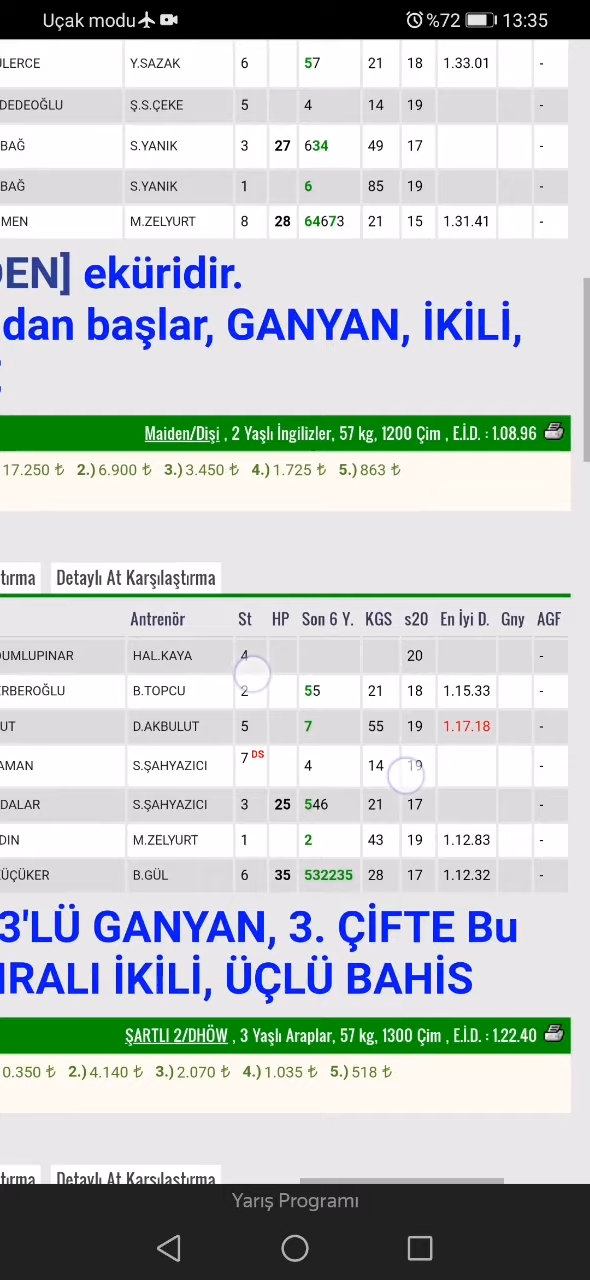 Uçak modu %72 13:35
ÜLERCE Y.SAZAK 6 57 21 18 1.33.01 -
DEDEOĞLU Ş.S.ÇEKE 5 4 14 19 -
BAĞ S.YANIK 3 27 634 49 17 -
BAĞ S.YANIK 1 6 85 19 -
MEN M.ZELYURT 8 28 64673 21 15 1.31.41 -
DEN] eküridir.
dan başlar, GANYAN, İKİLİ,
Maiden/Dişi , 2 Yaşlı İngilizler, 57 kg, 1200 Çim , E.İ.D. : 1.08.96
17.250 ₺ 2.) 6.900 ₺ 3.) 3.450 ₺ 4.) 1.725 ₺ 5.) 863 ₺
tırma Detaylı At Karşılaştırma
Antrenör St HP Son 6 Y. KGS s20 En İyi D. Gny AGF
DUMLUPINAR HAL.KAYA 4 20 -
ERBEROĞLU B.TOPCU 2 55 21 18 1.15.33 -
UT D.AKBULUT 5 7 55 19 1.17.18 -
AMAN S.ŞAHYAZICI 7 DS 4 14 19 -
DALAR S.ŞAHYAZICI 3 25 546 21 17 -
DIN M.ZELYURT 1 2 43 19 1.12.83 -
ÜÇÜKER B.GÜL 6 35 532235 28 17 1.12.32 -
3'LÜ GANYAN, 3. ÇİFTE Bu
IRALI İKİLİ, ÜÇLÜ BAHİS
ŞARTLI 2/DHÖW , 3 Yaşlı Araplar, 57 kg, 1300 Çim , E.İ.D. : 1.22.40
0.350 ₺ 2.) 4.140 ₺ 3.) 2.070 ₺ 4.) 1.035 ₺ 5.) 518 ₺
tırma Detaylı At Karşılaştırma
Yarış Programı